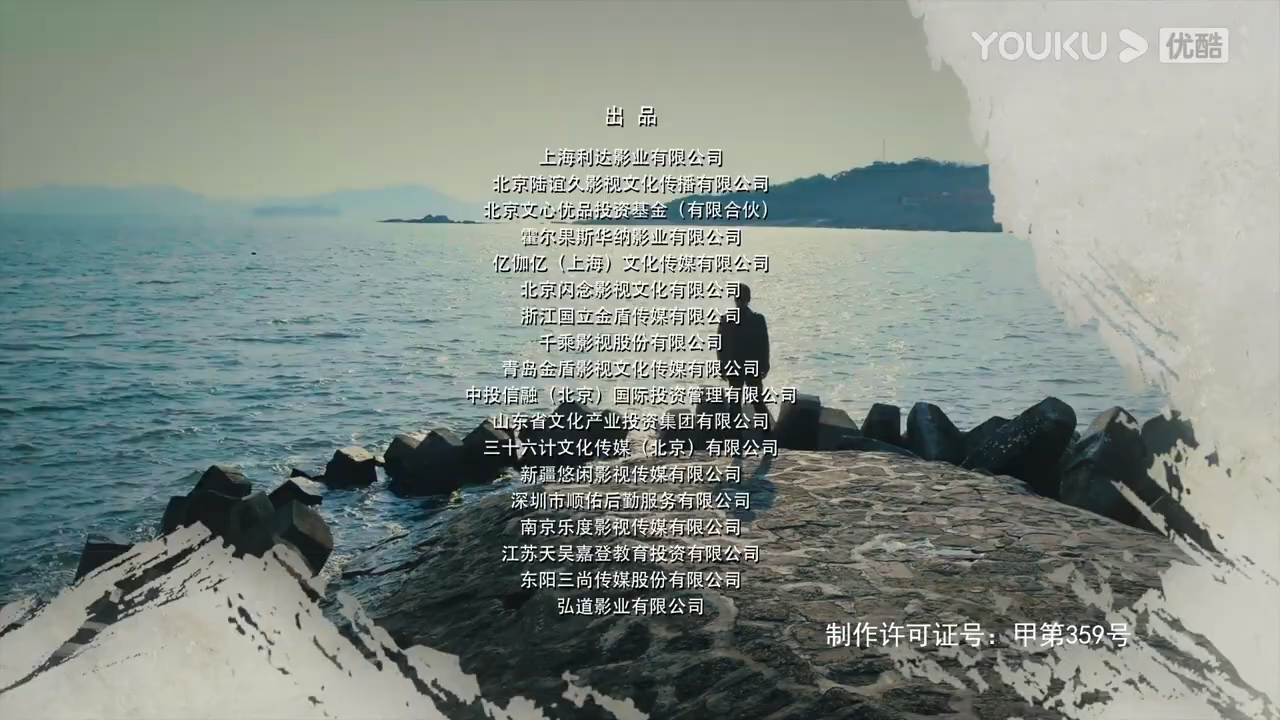 YOUKU 优酷
出 品
上海利达影业有限公司
北京陆谊久影视文化传播有限公司
北京文心优品投资基金（有限合伙）
霍尔果斯华纳影业有限公司
亿伽亿（上海）文化传媒有限公司
北京闪念影视文化有限公司
浙江国立金盾传媒有限公司
千乘影视股份有限公司
青岛金盾影视文化传媒有限公司
中投信融（北京）国际投资管理有限公司
山东省文化产业投资集团有限公司
三十六计文化传媒（北京）有限公司
新疆悠闲影视传媒有限公司
深圳市顺佑后勤服务有限公司
南京乐度影视传媒有限公司
江苏天吴嘉登教育投资有限公司
东阳三尚传媒股份有限公司
弘道影业有限公司
制作许可证号：甲第359号